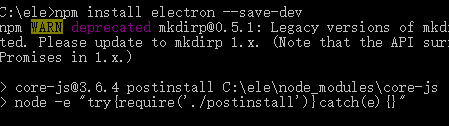 C:\ele>npm install electron --save-dev
npm WARN deprecated mkdirp@0.5.1: Legacy versions of mkd
ted. Please update to mkdirp 1.x. (Note that the API sur
Promises in 1.x.)
> core-js@3.6.4 postinstall C:\ele\node_modules\core-js
> node -e "try{require('./postinstall')}catch(e){}"